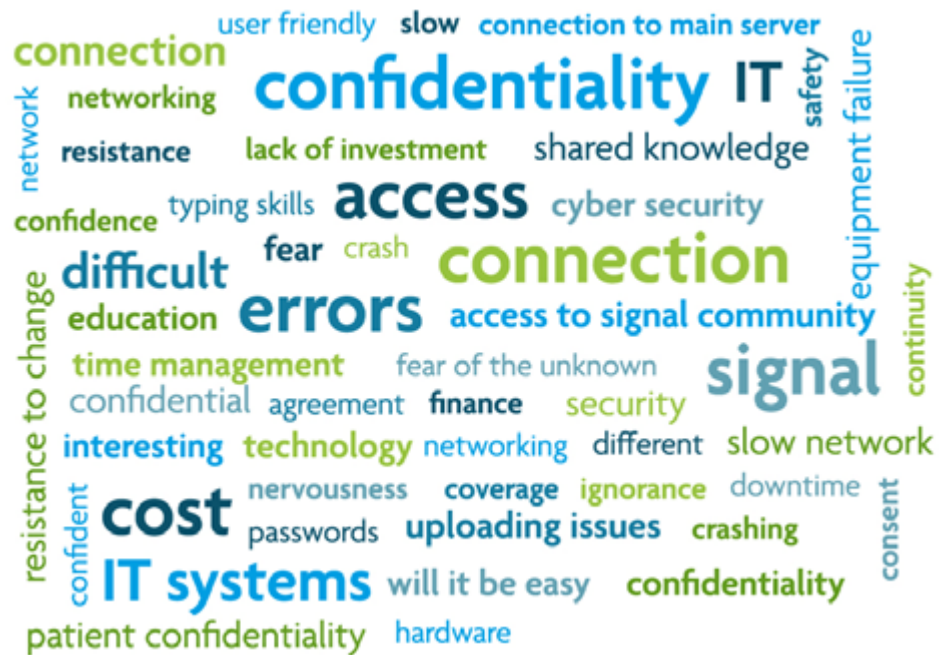 user friendly slow connection to main server
connection
confidentiality IT
safety
equipment failure
network
networking
resistance lack of investment shared knowledge
confidence typing skills access cyber security
fear crash connection
difficult
errors
education access to signal community
continuity
resistance to change
time management fear of the unknown signal
confidential agreement finance security
interesting technology networking different slow network
nervousness coverage ignorance downtime
confident
cost passwords uploading issues crashing
consent
IT systems will it be easy confidentiality
patient confidentiality hardware